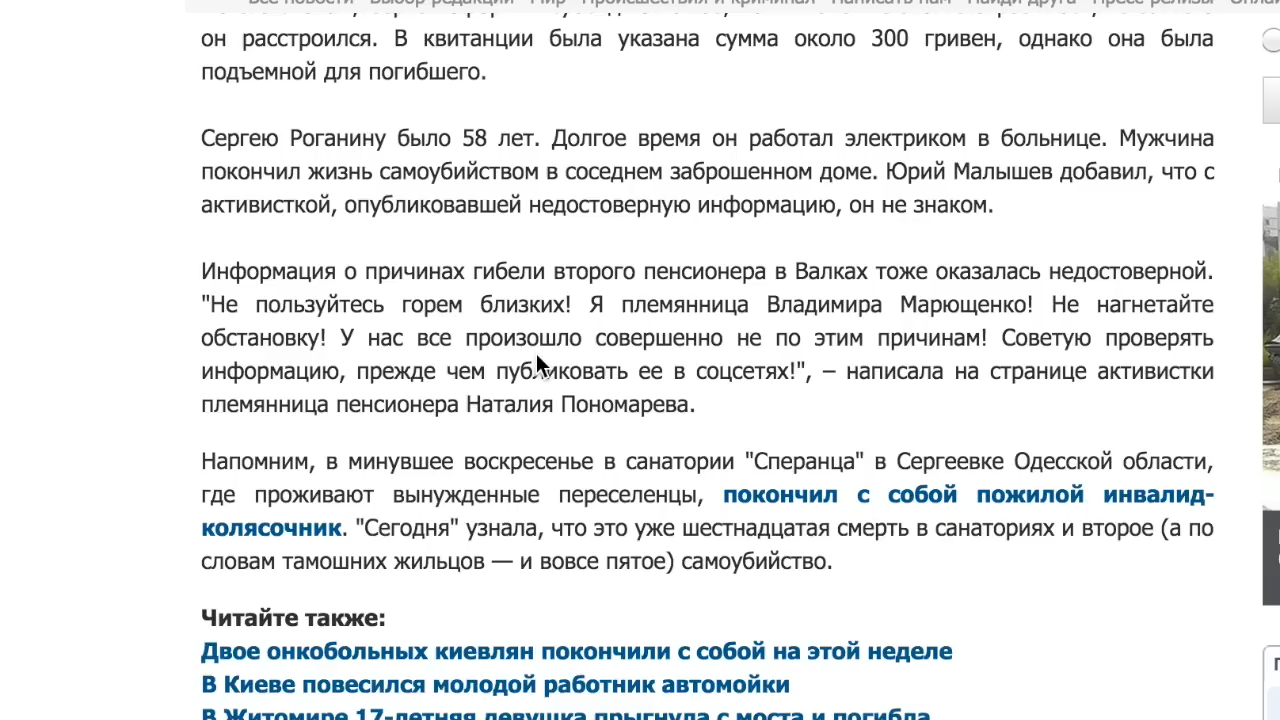 он расстроился. В квитанции была указана сумма около 300 гривен, однако она была
подъемной для погибшего.
Сергею Роганину было 58 лет. Долгое время он работал электриком в больнице. Мужчина
покончил жизнь самоубийством в соседнем заброшенном доме. Юрий Малышев добавил, что с
активисткой, опубликовавшей недостоверную информацию, он не знаком.
Информация о причинах гибели второго пенсионера в Валках тоже оказалась недостоверной.
"Не пользуйтесь горем близких! Я племянница Владимира Марющенко! Не нагнетайте
обстановку! У нас все произошло совершенно не по этим причинам! Советую проверять
информацию, прежде чем публиковать ее в соцсетях!", – написала на странице активистки
племянница пенсионера Наталия Пономарева.
Напомним, в минувшее воскресенье в санатории "Сперанца" в Сергеевке Одесской области,
где проживают вынужденные переселенцы, покончил с собой пожилой инвалид-
колясочник. "Сегодня" узнала, что это уже шестнадцатая смерть в санаториях и второе (а по
словам тамошних жильцов — и вовсе пятое) самоубийство.
Читайте также:
Двое онкобольных киевлян покончили с собой на этой неделе
В Киеве повесился молодой работник автомойки
В Житомире 17-летняя девушка прыгнула с моста и погибла